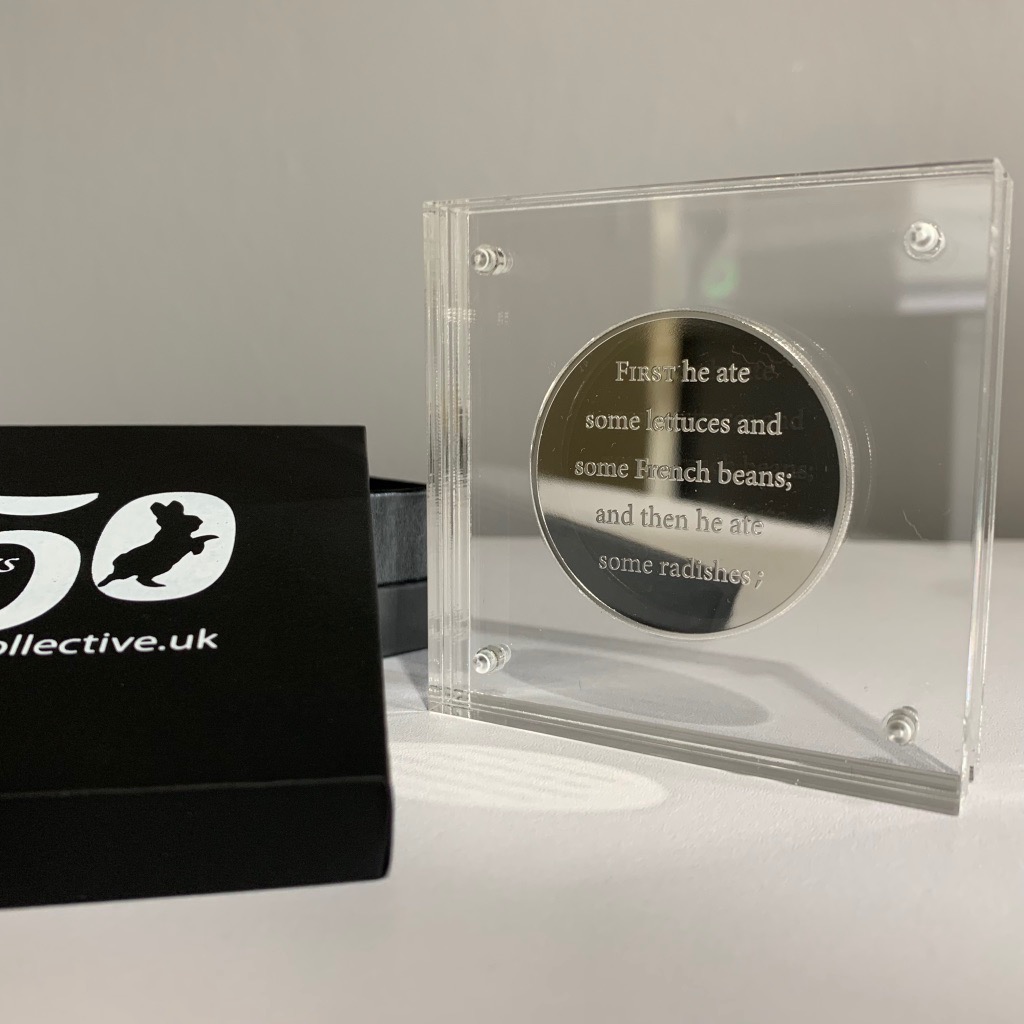 50
ollective.uk
FIRST he ate
some lettuces and
some French beans;
and then he ate
some radishes;